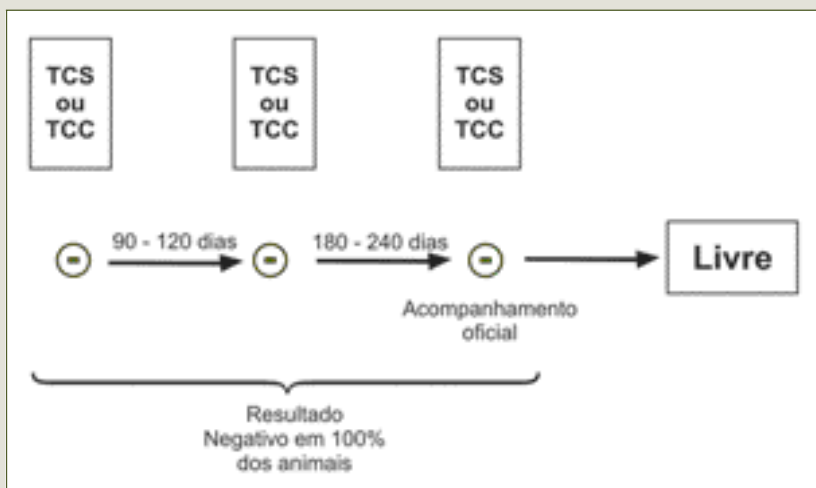 TCS
ou
TCC
TCS
ou
TCC
TCS
ou
TCC
90 - 120 dias
180 - 240 dias
Livre
Acompanhamento
oficial
Resultado
Negativo em 100%
dos animais